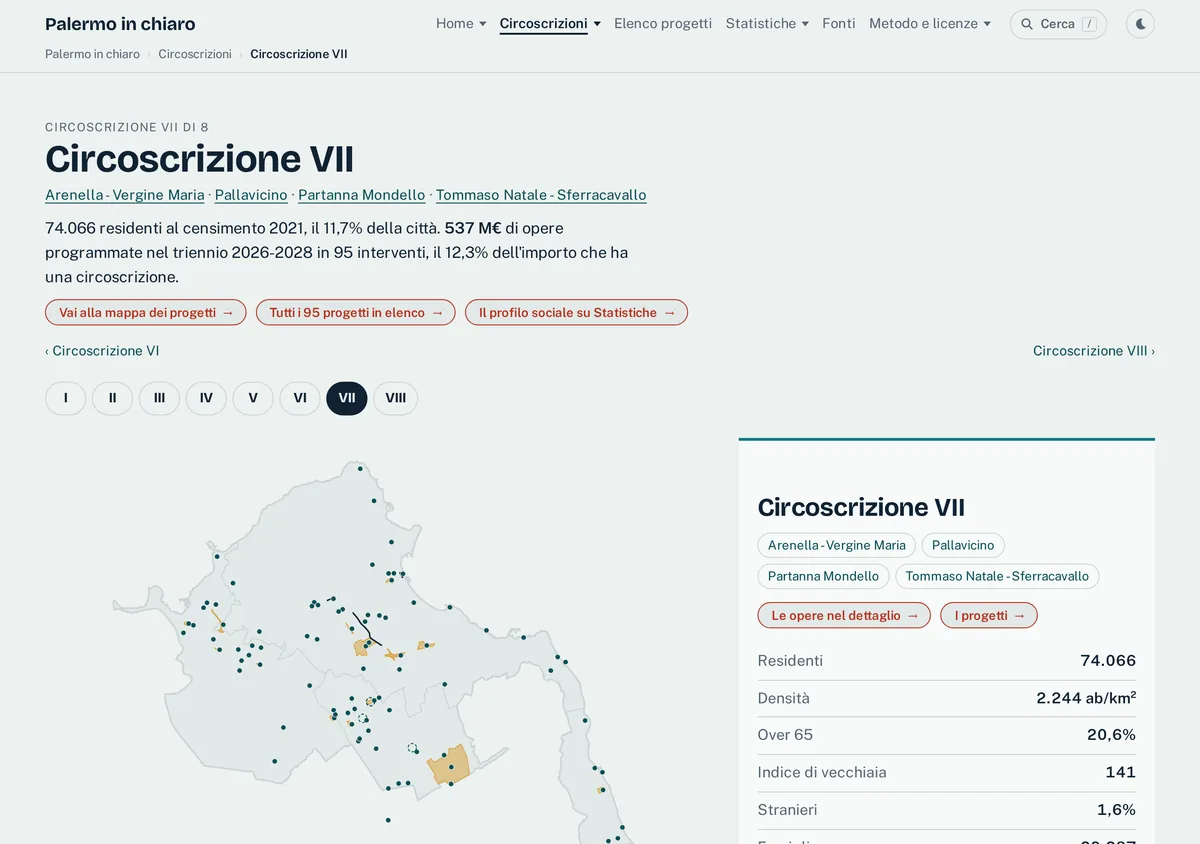 Palermo in chiaro
Home Circoscrizioni Elenco progetti Statistiche Fonti Metodo e licenze Cerca /
Palermo in chiaro › Circoscrizioni › Circoscrizione VII
CIRCOSCRIZIONE VII DI 8
Circoscrizione VII
Arenella - Vergine Maria · Pallavicino · Partanna Mondello · Tommaso Natale - Sferracavallo
74.066 residenti al censimento 2021, il 11,7% della città. 537 M€ di opere
programmate nel triennio 2026-2028 in 95 interventi, il 12,3% dell'importo che ha
una circoscrizione.
Vai alla mappa dei progetti → Tutti i 95 progetti in elenco → Il profilo sociale su Statistiche →
‹ Circoscrizione VI Circoscrizione VIII ›
I II III IV V VI VII VIII
Circoscrizione VII
Arenella - Vergine Maria Pallavicino
Partanna Mondello Tommaso Natale - Sferracavallo
Le opere nel dettaglio → I progetti →
Residenti 74.066
Densità 2.244 ab/km²
Over 65 20,6%
Indice di vecchiaia 141
Stranieri 1,6%